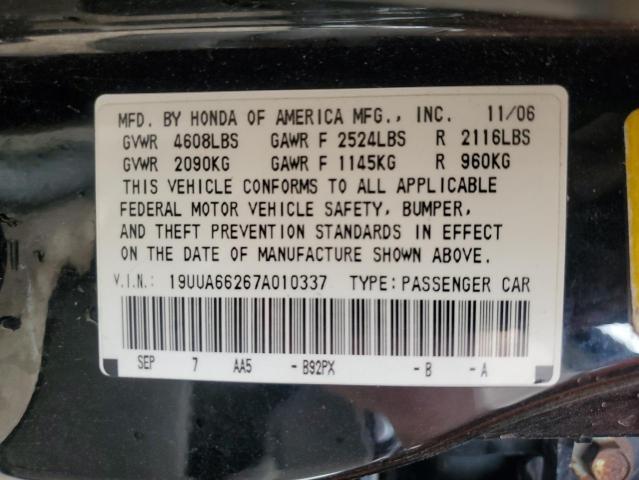 MFD. BY HONDA OF AMERICA MFG., INC. 11/06
GVWR 4608LBS GAWR F 2524LBS R 2116LBS
GVWR 2090KG GAWR F 1145KG R 960KG
THIS VEHICLE CONFORMS TO ALL APPLICABLE
FEDERAL MOTOR VEHICLE SAFETY, BUMPER,
AND THEFT PREVENTION STANDARDS IN EFFECT
ON THE DATE OF MANUFACTURE SHOWN ABOVE.
V.I.N.: 19UUA66267A010337 TYPE: PASSENGER CAR
SEP 7 AA5 - B92PX - B - A